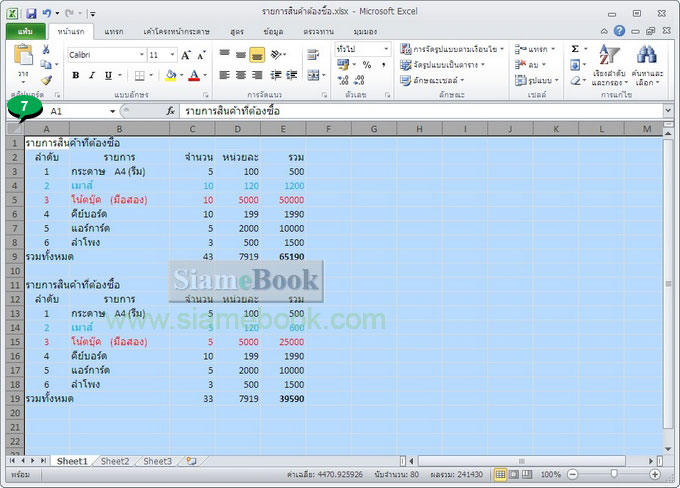 รายการสินค้าต้องซื้อ.xlsx - Microsoft Excel
แฟ้ม หน้าแรก แทรก เค้าโครงหน้ากระดาษ สูตร ข้อมูล ตรวจทาน มุมมอง
Calibri 11 ทั่วไป การจัดรูปแบบตามเงื่อนไข แทรก Σ
จัดรูปแบบเป็นตาราง ลบ
วาง B I U % , ลักษณะเซลล์ รูปแบบ เรียงลำดับและกรอง ค้นหาและเลือก
คลิปบอร์ด แบบอักษร การจัดแนว ตัวเลข ลักษณะ เซลล์ การแก้ไข
7 A1 fx รายการสินค้าที่ต้องซื้อ
A B C D E F G H I J K L M
1 รายการสินค้าที่ต้องซื้อ
2 ลำดับ รายการ จำนวน หน่วยละ รวม
3 1 กระดาษ A4 (รีม) 5 100 500
4 2 เมาส์ 10 120 1200
5 3 โน้ตบุ๊ค (มือสอง) 10 5000 50000
6 4 คีย์บอร์ด 10 199 1990
7 5 แอร์การ์ด 5 2000 10000
8 6 ลำโพง 3 500 1500
9 รวมทั้งหมด 43 7919 65190
10
SiameBook
11 รายการสินค้าที่ต้องซื้อ
12 ลำดับ รายการ จำนวน หน่วยละ รวม
13 1 กระดาษ A4 (รีม) 5 100 500
www.siamebook.com
14 2 เมาส์ 5 120 600
15 3 โน้ตบุ๊ค (มือสอง) 5 5000 25000
16 4 คีย์บอร์ด 10 199 1990
17 5 แอร์การ์ด 5 2000 10000
18 6 ลำโพง 3 500 1500
19 รวมทั้งหมด 33 7919 39590
20
21
22
Sheet1 Sheet2 Sheet3
พร้อม ค่าเฉลี่ย: 4470.925926 นับจำนวน: 80 ผลรวม: 241430 100%